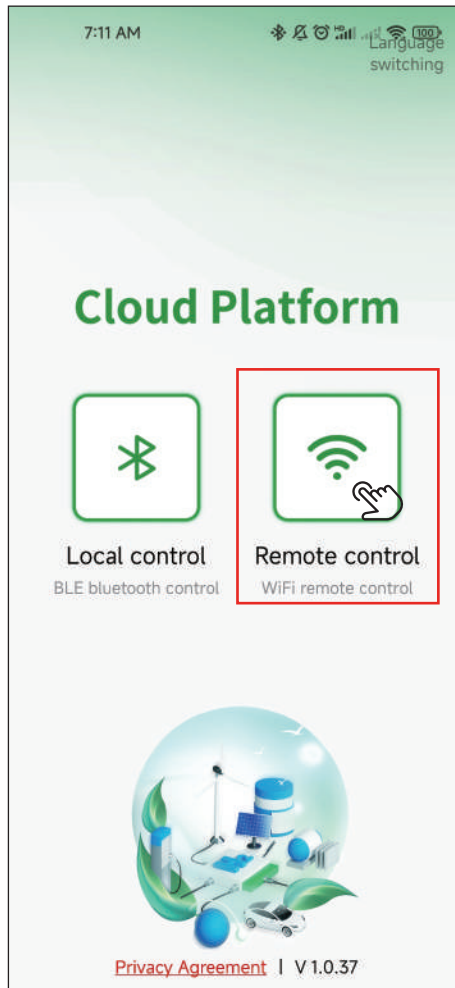 7:11 AM
100
Language
switching
Cloud Platform
Local control
Remote control
BLE bluetooth control
WiFi remote control
Privacy Agreement | V 1.0.37